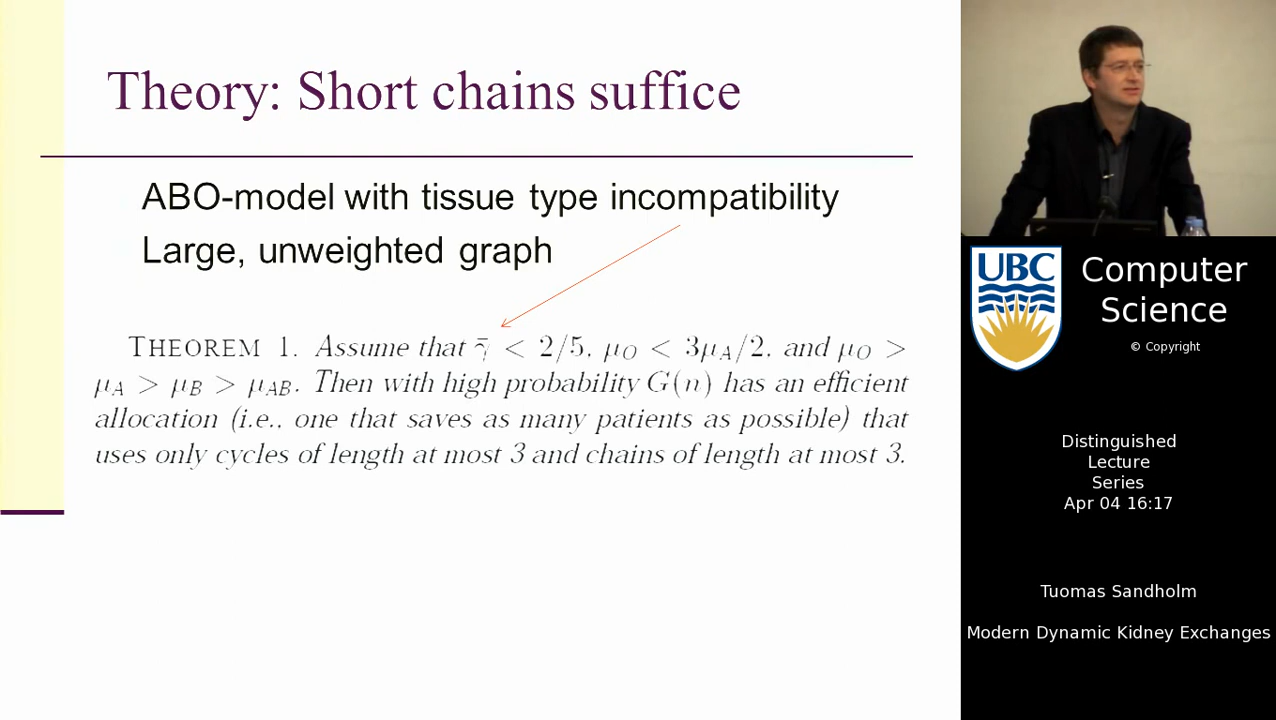 Theory: Short chains suffice
ABO-model with tissue type incompatibility
Large, unweighted graph
THEOREM 1. Assume that γ̄ < 2/5, μ_O < 3μ_A/2, and μ_O >
μ_A > μ_B > μ_AB. Then with high probability G(n) has an efficient
allocation (i.e., one that saves as many patients as possible) that
uses only cycles of length at most 3 and chains of length at most 3.
UBC
Computer
Science
© Copyright
Distinguished
Lecture
Series
Apr 04 16:17
Tuomas Sandholm
Modern Dynamic Kidney Exchanges